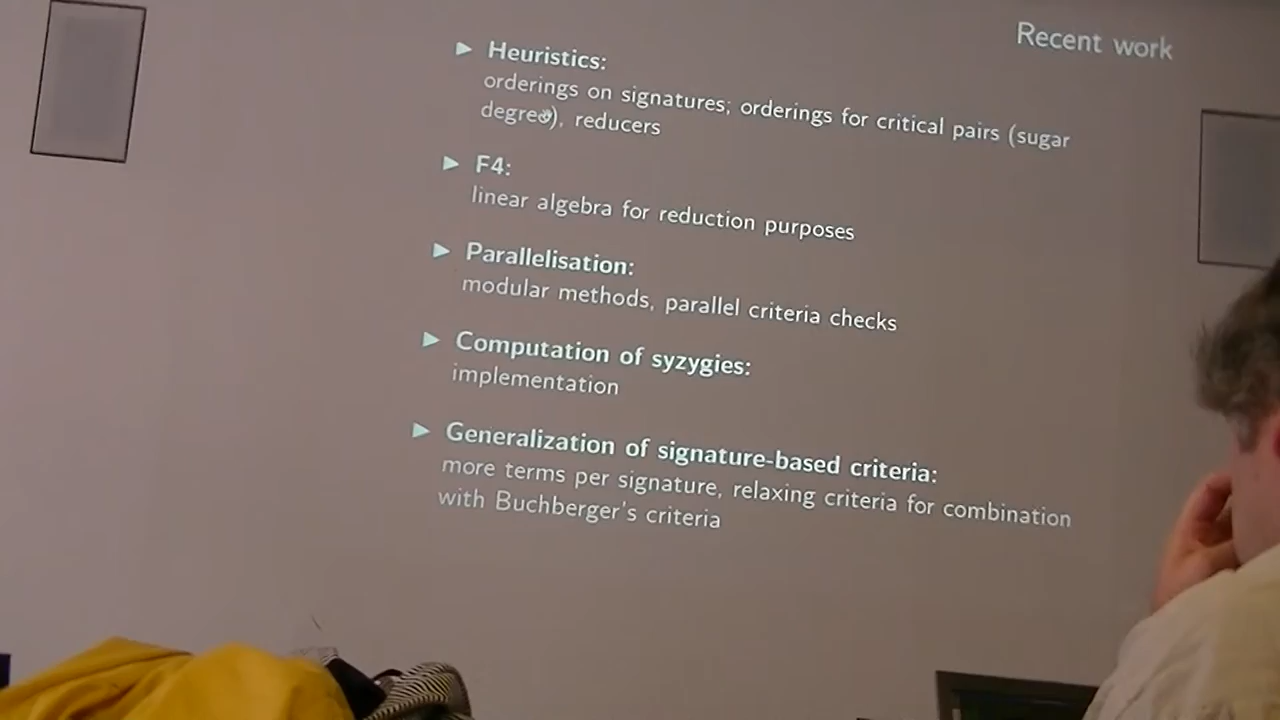 Recent work
▶ Heuristics:
orderings on signatures; orderings for critical pairs (sugar
degree), reducers
▶ F4:
linear algebra for reduction purposes
▶ Parallelisation:
modular methods, parallel criteria checks
▶ Computation of syzygies:
implementation
▶ Generalization of signature-based criteria:
more terms per signature, relaxing criteria for combination
with Buchberger's criteria